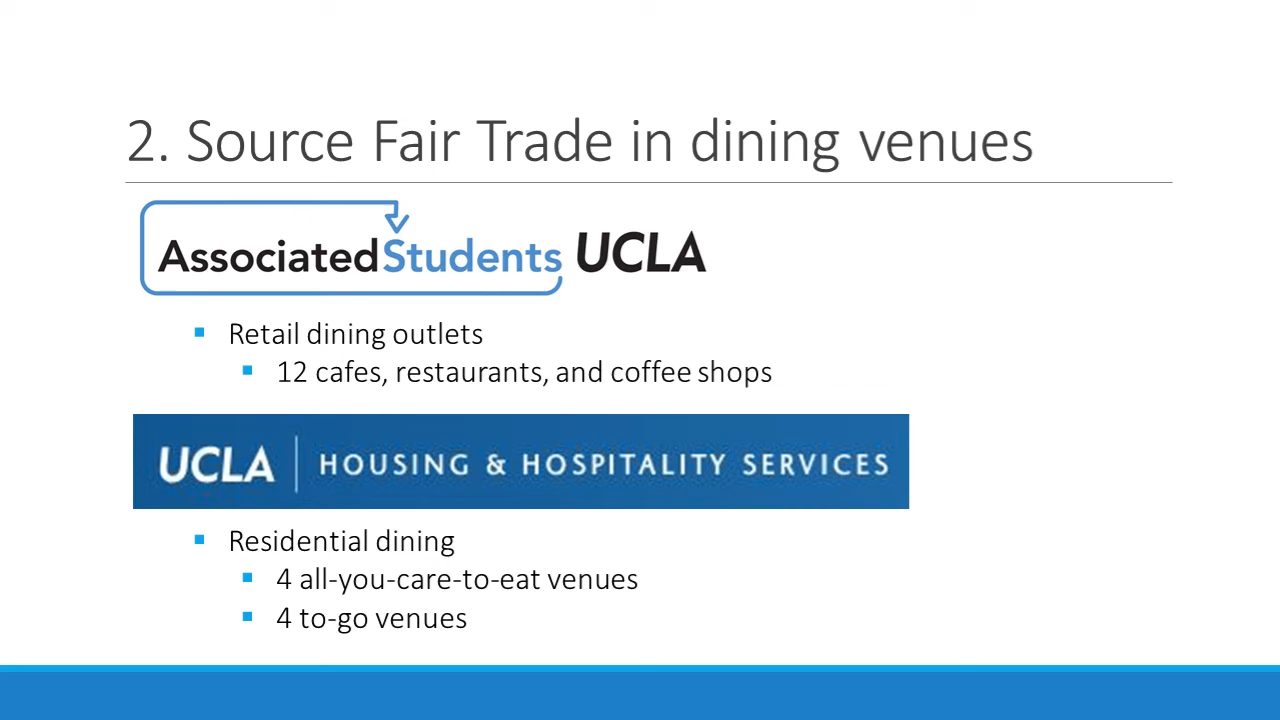 2. Source Fair Trade in dining venues
AssociatedStudents UCLA
Retail dining outlets
12 cafes, restaurants, and coffee shops
UCLA | HOUSING & HOSPITALITY SERVICES
Residential dining
4 all-you-care-to-eat venues
4 to-go venues